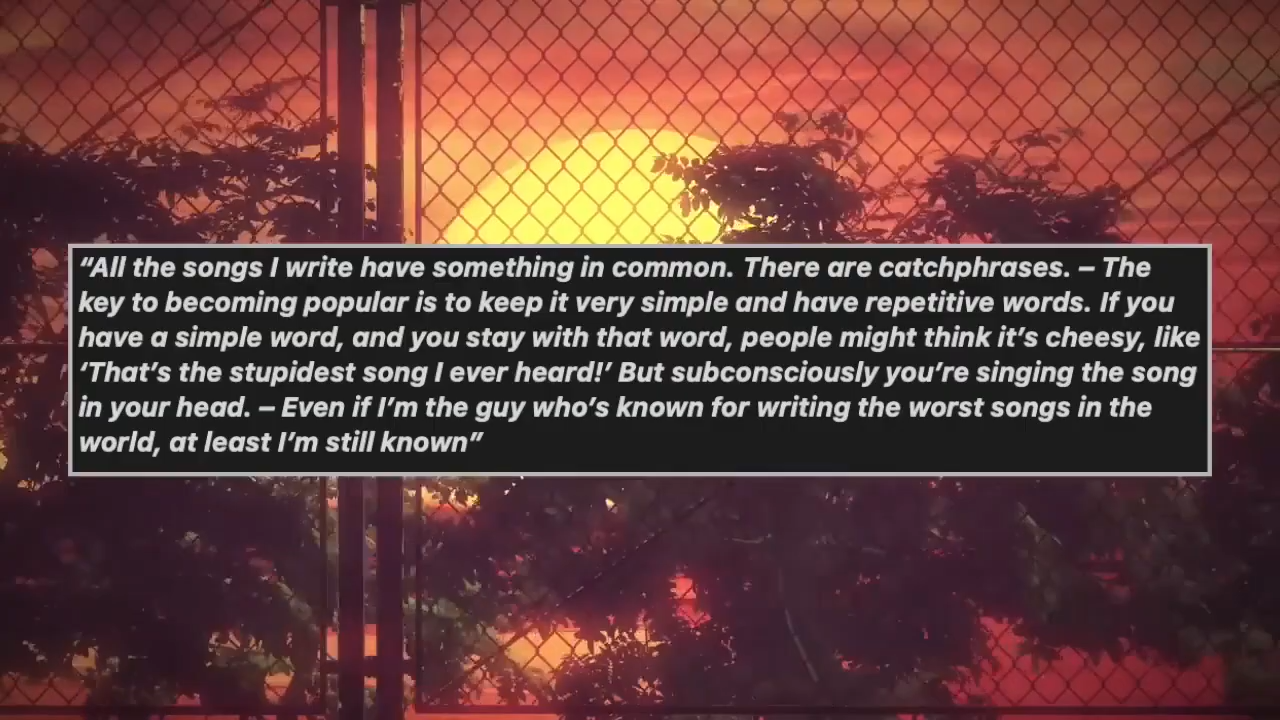 “All the songs I write have something in common. There are catchphrases. – The
key to becoming popular is to keep it very simple and have repetitive words. If you
have a simple word, and you stay with that word, people might think it’s cheesy, like
‘That’s the stupidest song I ever heard!’ But subconsciously you’re singing the song
in your head. – Even if I’m the guy who’s known for writing the worst songs in the
world, at least I’m still known”